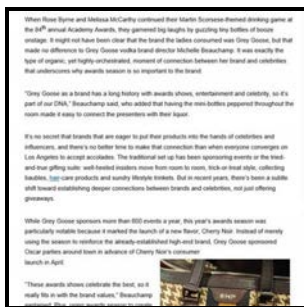 When Rose Byrne and Melissa McCarthy continued their Martin Scorsese-themed drinking game at
the 84th annual Academy Awards, they garnered big laughs by guzzling tiny bottles of booze
onstage. It might not have been clear that the brand the ladies consumed was Grey Goose, but that
made no difference to Grey Goose vodka brand director Michelle Beauchamp. It was exactly the
type of organic, yet highly-orchestrated, moment of connection between her brand and celebrities
that underscores why awards season is so important to the brand.
"Grey Goose as a brand has a long history with awards shows, entertainment and celebrity, so it's
part of our DNA," Beauchamp said, who added that having the mini-bottles peppered throughout the
room made it easy to connect the presenters with their liquor.
It's no secret that brands that are eager to put their products into the hands of celebrities and
influencers, and there's no better time to make that connection than when everyone converges on
Los Angeles to accept accolades. The traditional set up has been sponsoring events or the tried-
and-true gifting suite: well-heeled insiders move from room to room, trick-or-treat style, collecting
baubles, hair-care products and sundry lifestyle trinkets. But in recent years, there's been a subtle
shift toward establishing deeper connections between brands and celebrities, not just offering
giveaways.
While Grey Goose sponsors more than 600 events a year, this year's awards season was
particularly notable because it marked the launch of a new flavor, Cherry Noir. Instead of merely
using the season to reinforce the already-established high-end brand, Grey Goose sponsored
Oscar parties around town in advance of Cherry Noir's consumer
launch in April.
"These awards shows celebrate the best, so it
really fits in with the brand values," Beauchamp